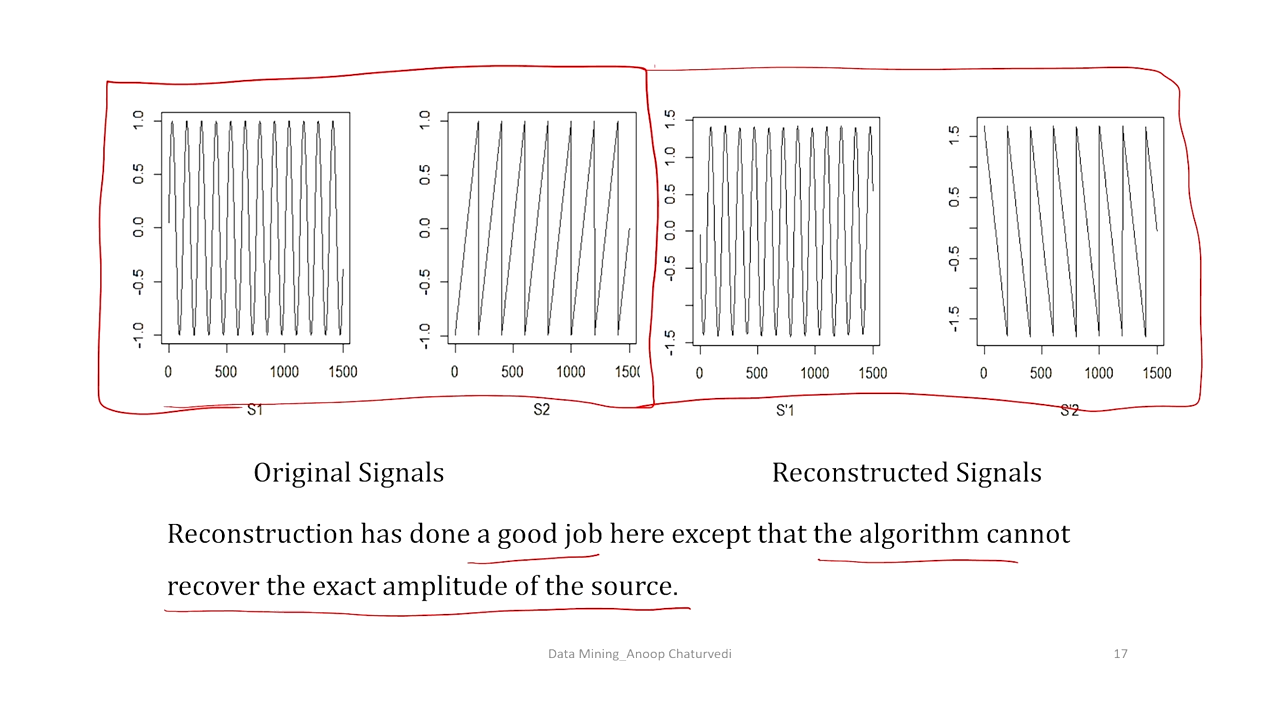 1.0
0.5
0.0
-0.5
-1.0
0 500 1000 1500
S1
1.0
0.5
0.0
-0.5
-1.0
0 500 1000 1500
S2
1.5
1.0
0.5
0.0
-0.5
-1.5
0 500 1000 1500
S'1
1.5
0.5
-0.5
-1.5
0 500 1000 1500
S'2
Original Signals
Reconstructed Signals
Reconstruction has done a good job here except that the algorithm cannot
recover the exact amplitude of the source.
Data Mining_Anoop Chaturvedi
17